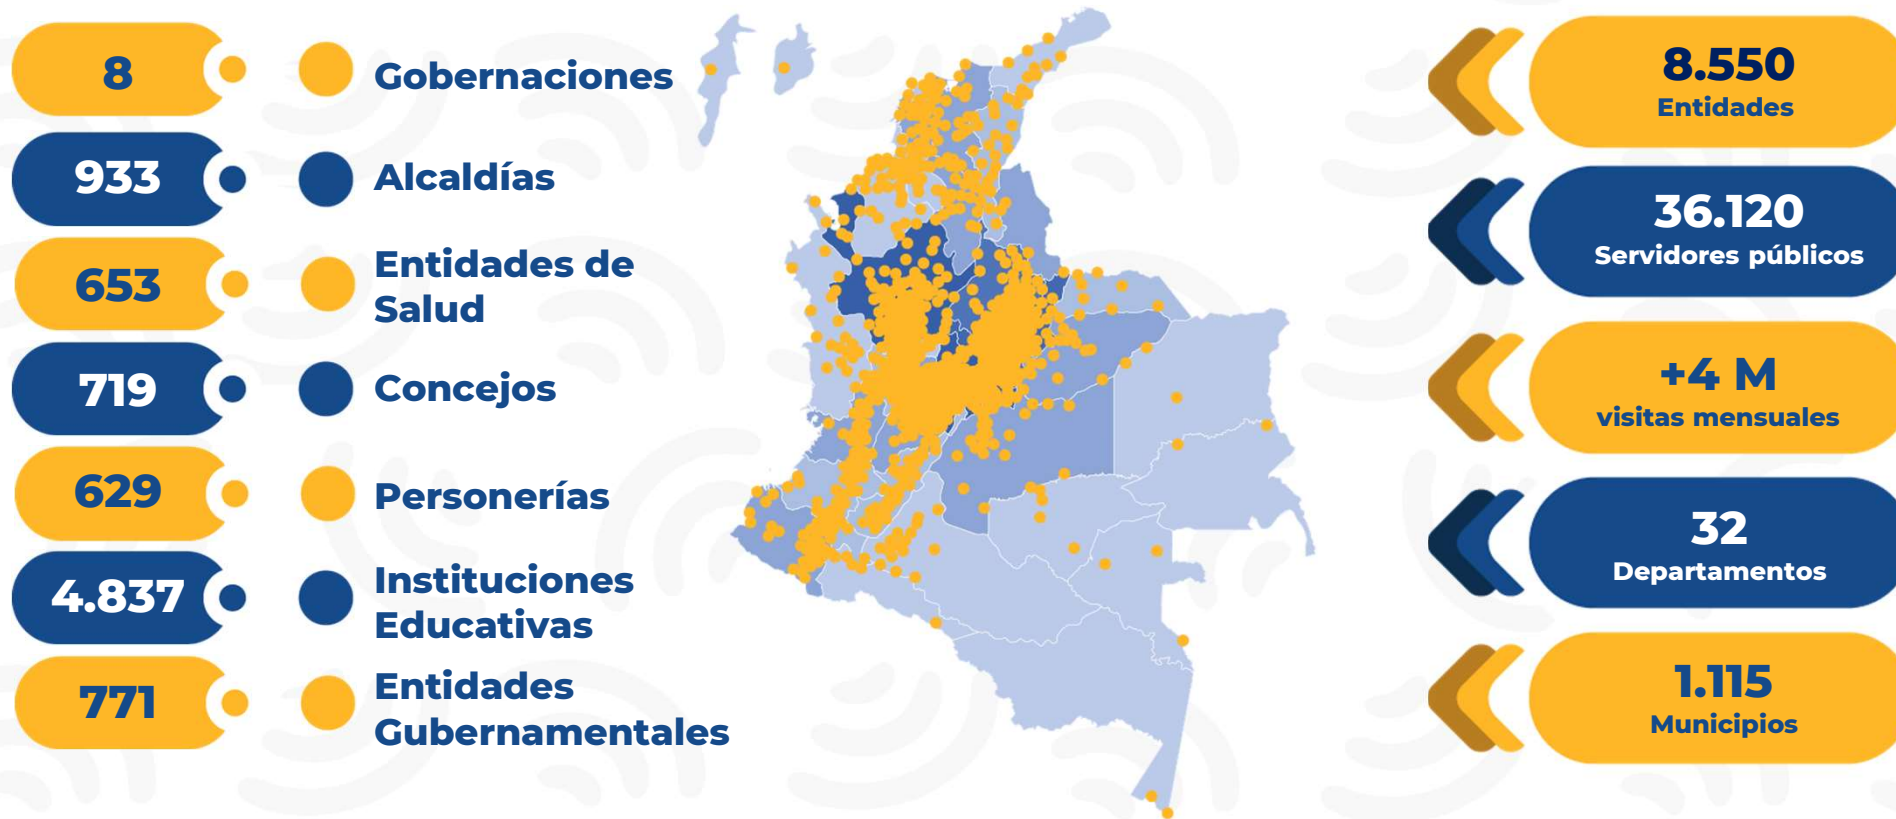 8
Gobernaciones
933
Alcaldías
653
Entidades de
Salud
719
Concejos
629
Personerías
4.837
Instituciones
Educativas
771
Entidades
Gubernamentales
8.550
Entidades
36.120
Servidores públicos
+4 M
visitas mensuales
32
Departamentos
1.115
Municipios